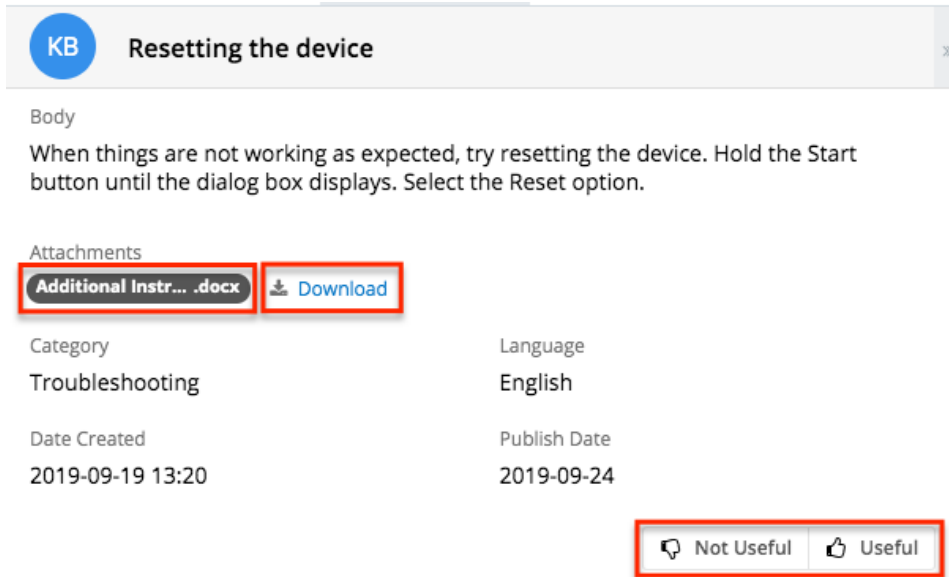 KB
Resetting the device
»
Body
When things are not working as expected, try resetting the device. Hold the Start
button until the dialog box displays. Select the Reset option.
Attachments
Additional Instr... .docx Download
Category Language
Troubleshooting English
Date Created Publish Date
2019-09-19 13:20 2019-09-24
Not Useful Useful